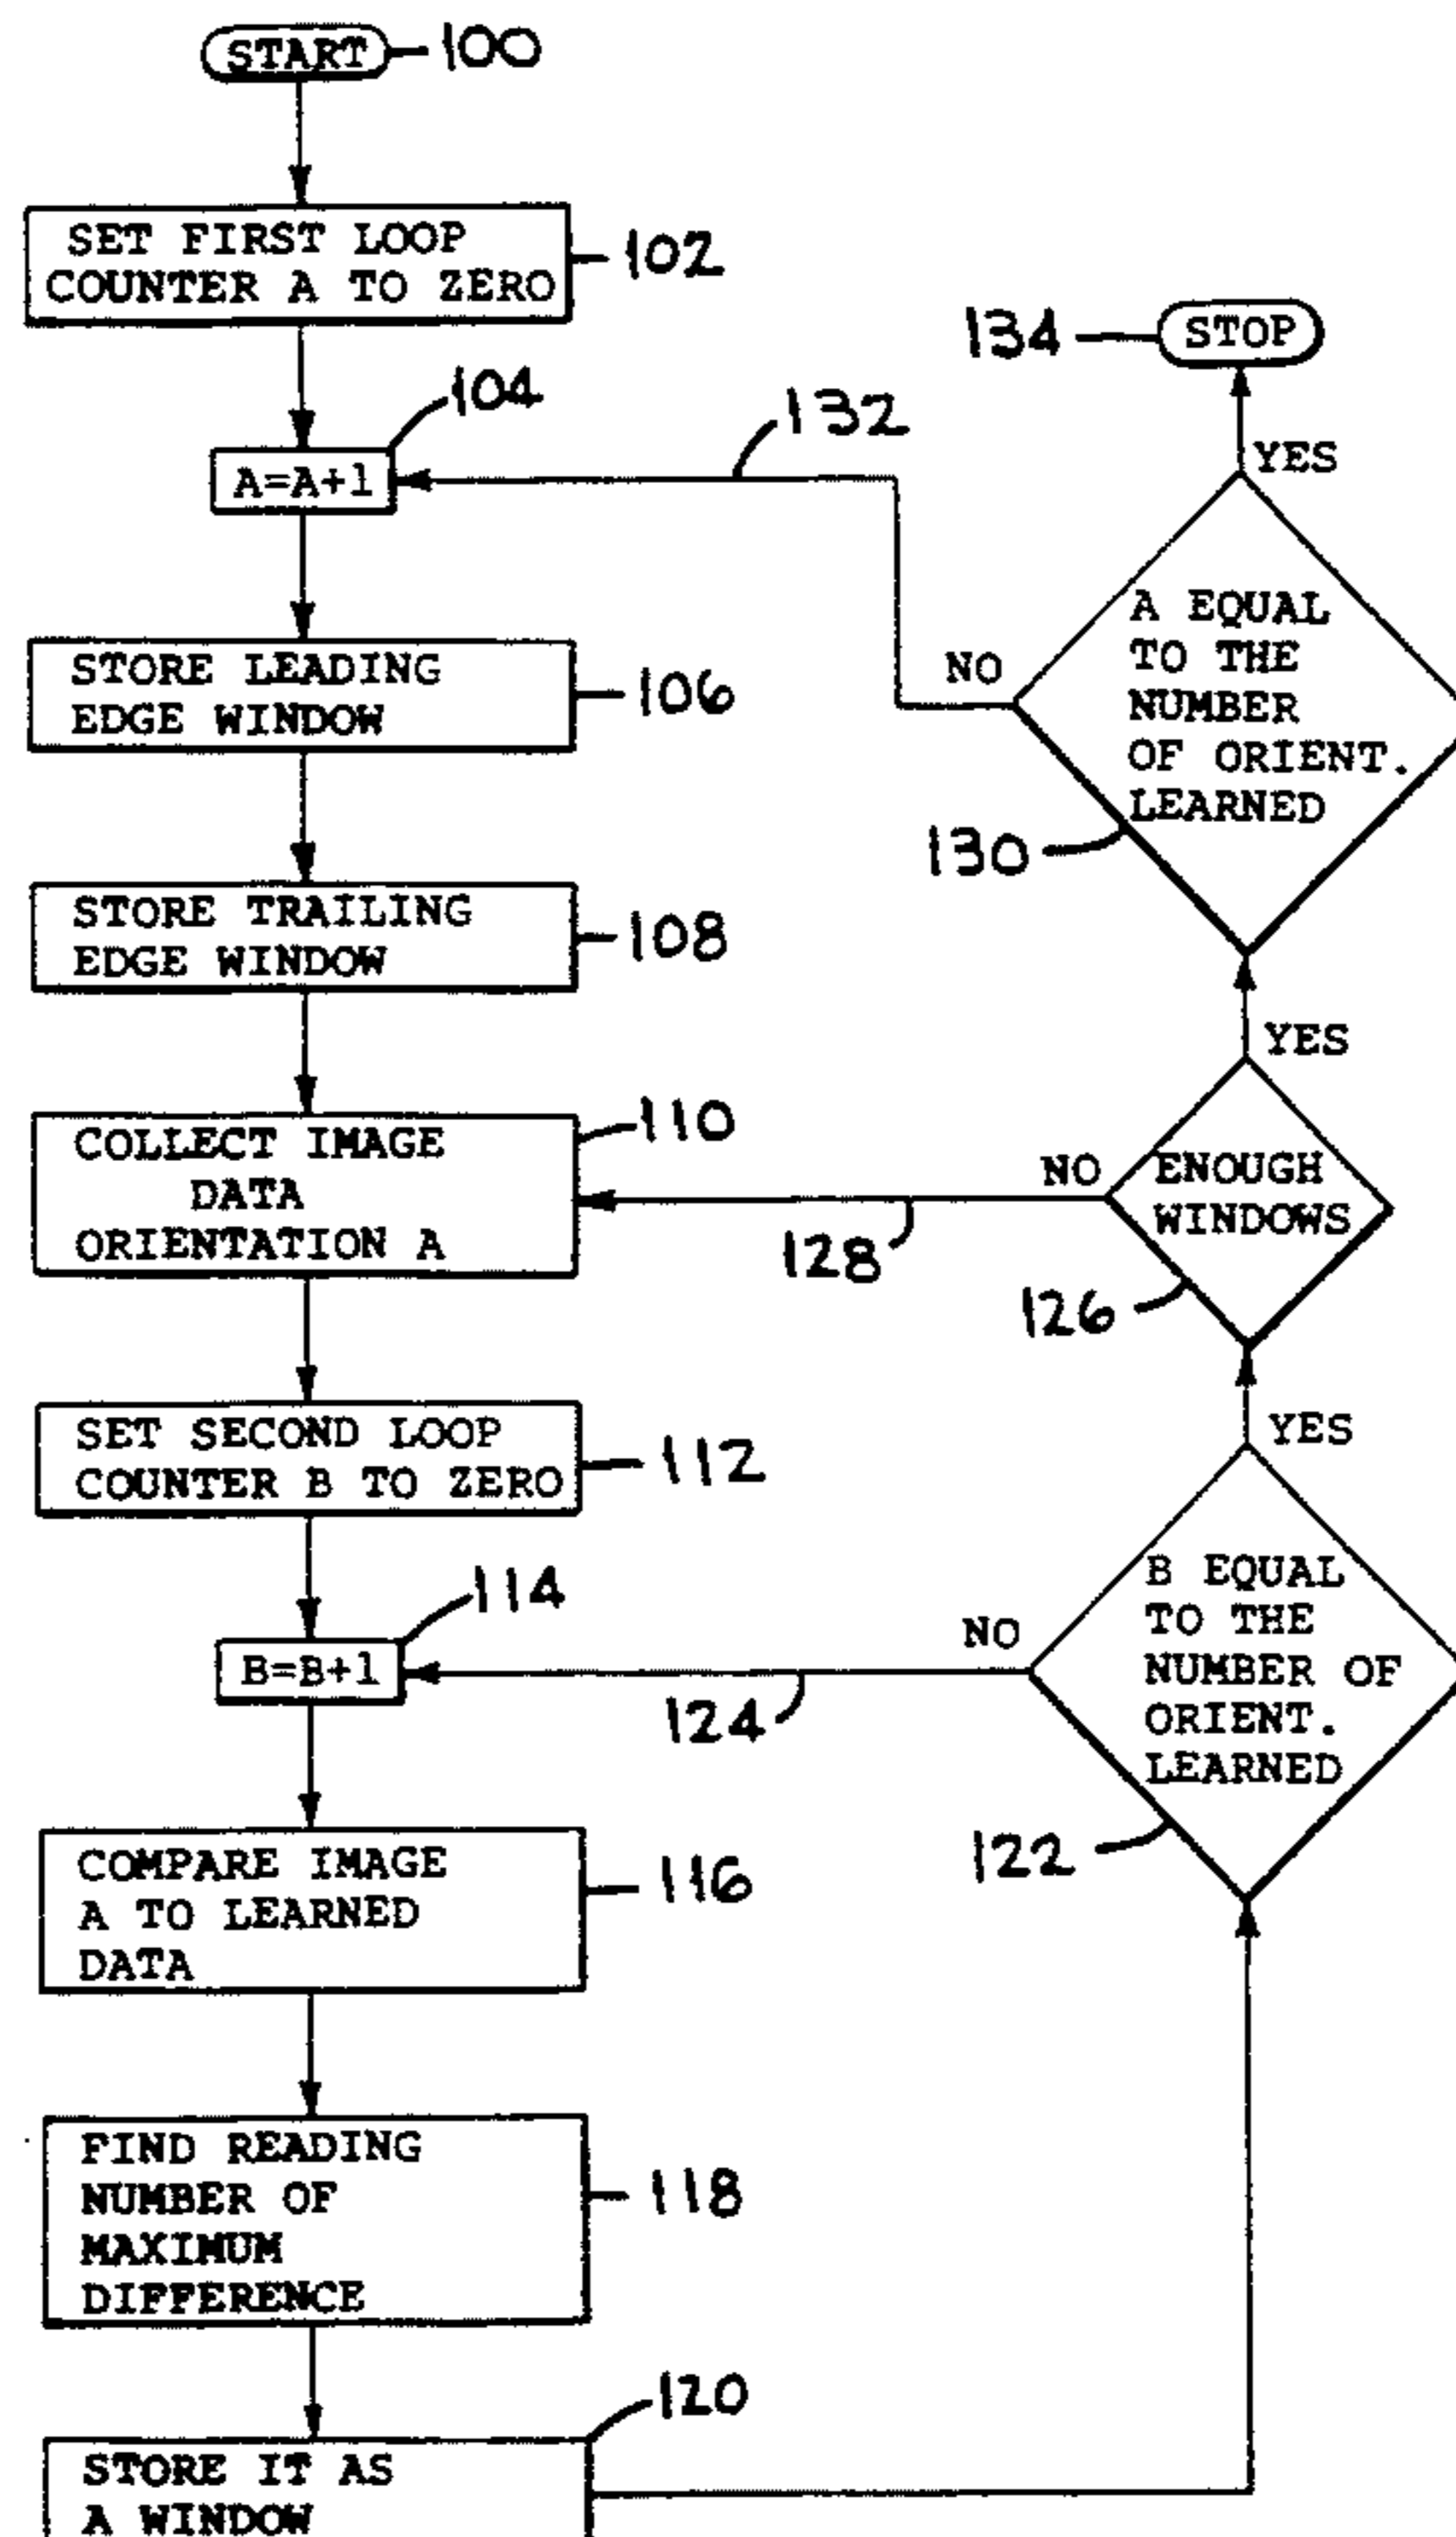 START
100
SET FIRST LOOP
COUNTER A TO ZERO
102
104
A=A+1
132
STORE LEADING
EDGE WINDOW
106
STORE TRAILING
EDGE WINDOW
108
COLLECT IMAGE
DATA
ORIENTATION A
110
SET SECOND LOOP
COUNTER B TO ZERO
112
114
B=B+1
COMPARE IMAGE
A TO LEARNED
DATA
116
FIND READING
NUMBER OF
MAXIMUM
DIFFERENCE
118
120
STORE IT AS
A WINDOW
B EQUAL
TO THE
NUMBER OF
ORIENT.
LEARNED
122
NO
124
YES
ENOUGH
WINDOWS
126
NO
128
YES
A EQUAL
TO THE
NUMBER
OF ORIENT.
LEARNED
130
NO
YES
STOP
134